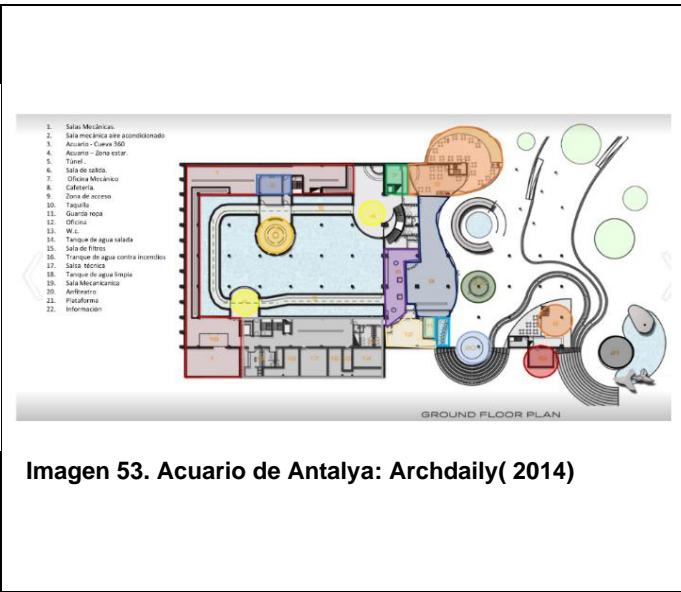 1. Salas Mecánicas.
2. Sala mecánica aire acondicionado
3. Acuario - Cueva 360
4. Acuario – Zona estar.
5. Túnel .
6. Sala de salida.
7. Oficina Mecánico
8. Cafetería.
9. Zona de acceso
10. Taquilla
11. Guarda ropa
12. Oficina
13. W.c.
14. Tanque de agua salada
15. Sala de filtros
16. Tranque de agua contra incendios
17. Salsa técnica
18. Tanque de agua limpia
19. Sala Mecanicanica
20. Anfiteatro
21. Plataforma
22. Información
GROUND FLOOR PLAN
Imagen 53. Acuario de Antalya: Archdaily( 2014)